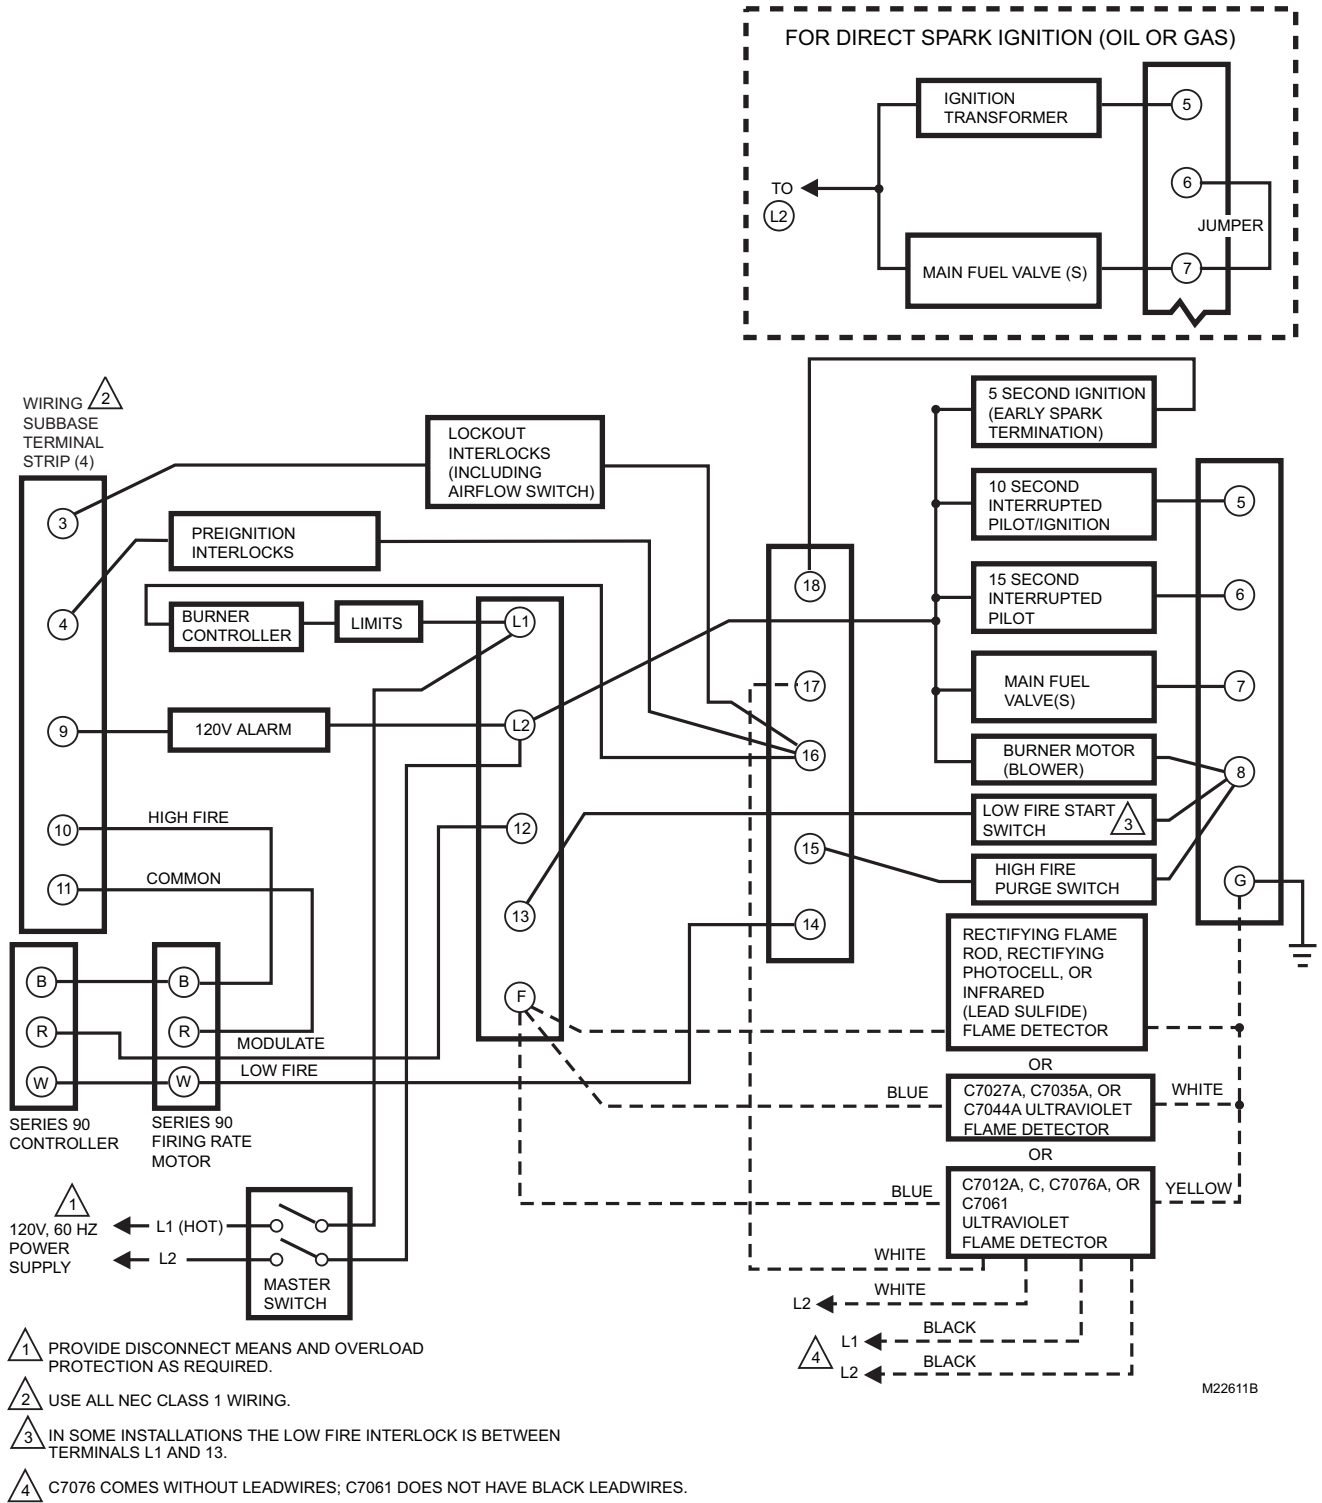 FOR DIRECT SPARK IGNITION (OIL OR GAS)
IGNITION
TRANSFORMER
5
TO
L2
6
JUMPER
MAIN FUEL VALVE (S)
7
WIRING
2
SUBBASE
TERMINAL
STRIP (4)
3
4
9
10
11
LOCKOUT
INTERLOCKS
(INCLUDING
AIRFLOW SWITCH)
PREIGNITION
INTERLOCKS
BURNER
CONTROLLER
LIMITS
120V ALARM
HIGH FIRE
COMMON
L1
L2
12
13
F
18
17
16
15
14
5 SECOND IGNITION
(EARLY SPARK
TERMINATION)
10 SECOND
INTERRUPTED
PILOT/IGNITION
15 SECOND
INTERRUPTED
PILOT
MAIN FUEL
VALVE(S)
BURNER MOTOR
(BLOWER)
LOW FIRE START
SWITCH
3
HIGH FIRE
PURGE SWITCH
5
6
7
8
G
B
R
W
B
R
W
MODULATE
LOW FIRE
SERIES 90
CONTROLLER
SERIES 90
FIRING RATE
MOTOR
RECTIFYING FLAME
ROD, RECTIFYING
PHOTOCELL, OR
INFRARED
(LEAD SULFIDE)
FLAME DETECTOR
OR
BLUE
C7027A, C7035A, OR
C7044A ULTRAVIOLET
FLAME DETECTOR
WHITE
OR
BLUE
C7012A, C, C7076A, OR
C7061
ULTRAVIOLET
FLAME DETECTOR
YELLOW
WHITE
WHITE
L2
BLACK
L1
4
BLACK
L2
1
120V, 60 HZ
POWER
SUPPLY
L1 (HOT)
L2
MASTER
SWITCH
M22611B
1 PROVIDE DISCONNECT MEANS AND OVERLOAD
PROTECTION AS REQUIRED.
2 USE ALL NEC CLASS 1 WIRING.
3 IN SOME INSTALLATIONS THE LOW FIRE INTERLOCK IS BETWEEN
TERMINALS L1 AND 13.
4 C7076 COMES WITHOUT LEADWIRES; C7061 DOES NOT HAVE BLACK LEADWIRES.